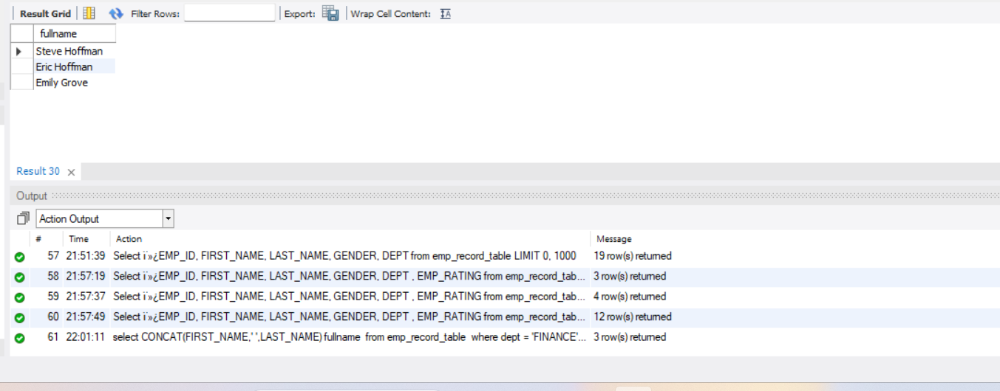 Result Grid Filter Rows: Export: Wrap Cell Content: IA
fullname
Steve Hoffman
Eric Hoffman
Emily Grove
Result 30 ×
Output
Action Output
# Time Action Message
57 21:51:39 Select ï»¿EMP_ID, FIRST_NAME, LAST_NAME, GENDER, DEPT from emp_record_table LIMIT 0, 1000 19 row(s) returned
58 21:57:19 Select ï»¿EMP_ID, FIRST_NAME, LAST_NAME, GENDER, DEPT , EMP_RATING from emp_record_tab... 3 row(s) returned
59 21:57:37 Select ï»¿EMP_ID, FIRST_NAME, LAST_NAME, GENDER, DEPT , EMP_RATING from emp_record_tab... 4 row(s) returned
60 21:57:49 Select ï»¿EMP_ID, FIRST_NAME, LAST_NAME, GENDER, DEPT , EMP_RATING from emp_record_tab... 12 row(s) returned
61 22:01:11 select CONCAT(FIRST_NAME,' ',LAST_NAME) fullname from emp_record_table where dept = 'FINANCE'... 3 row(s) returned